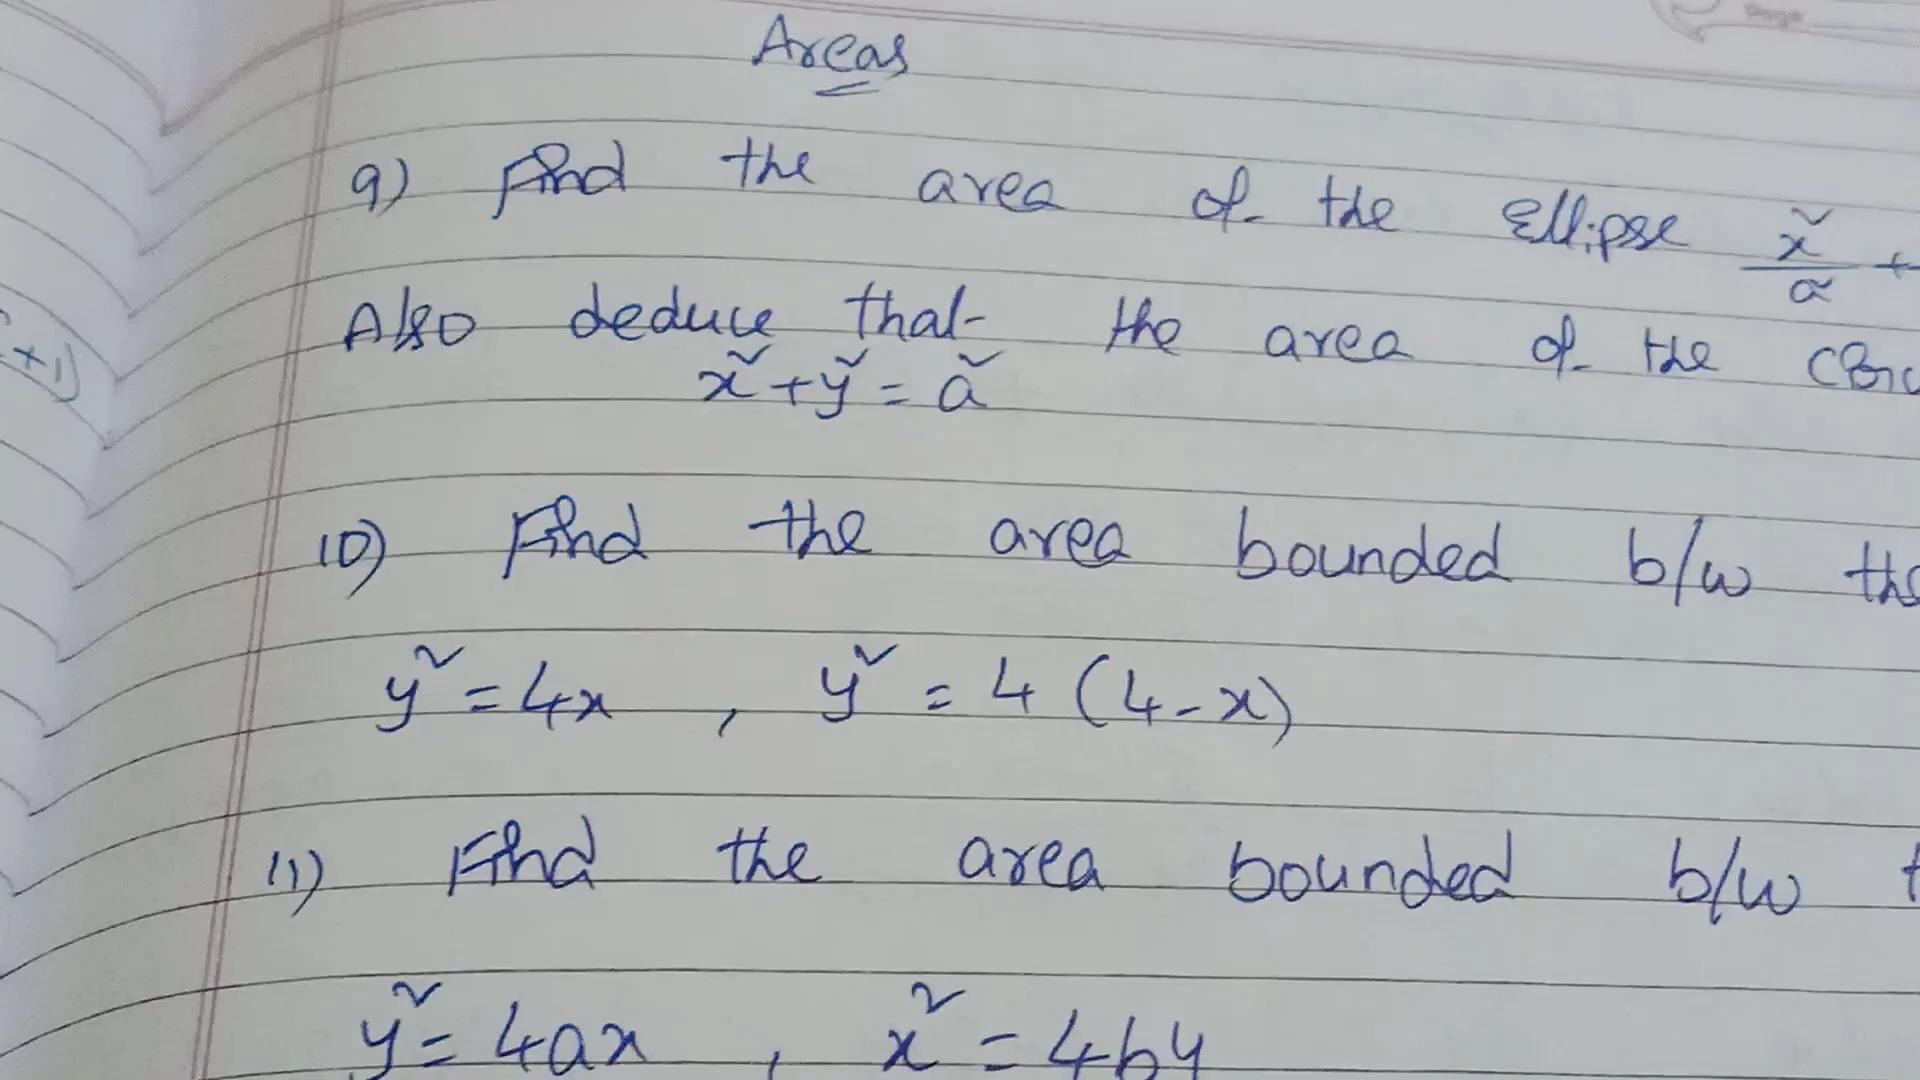 Areas
9) Find the area of the Ellipse x²/a² +
Also deduce that the area of the
x² + y² = a²
10) Find the area bounded b/w the
y² = 4x , y² = 4 (4-x)
11) Find the area bounded b/w
y² = 4ax , x² = 4by
+1)